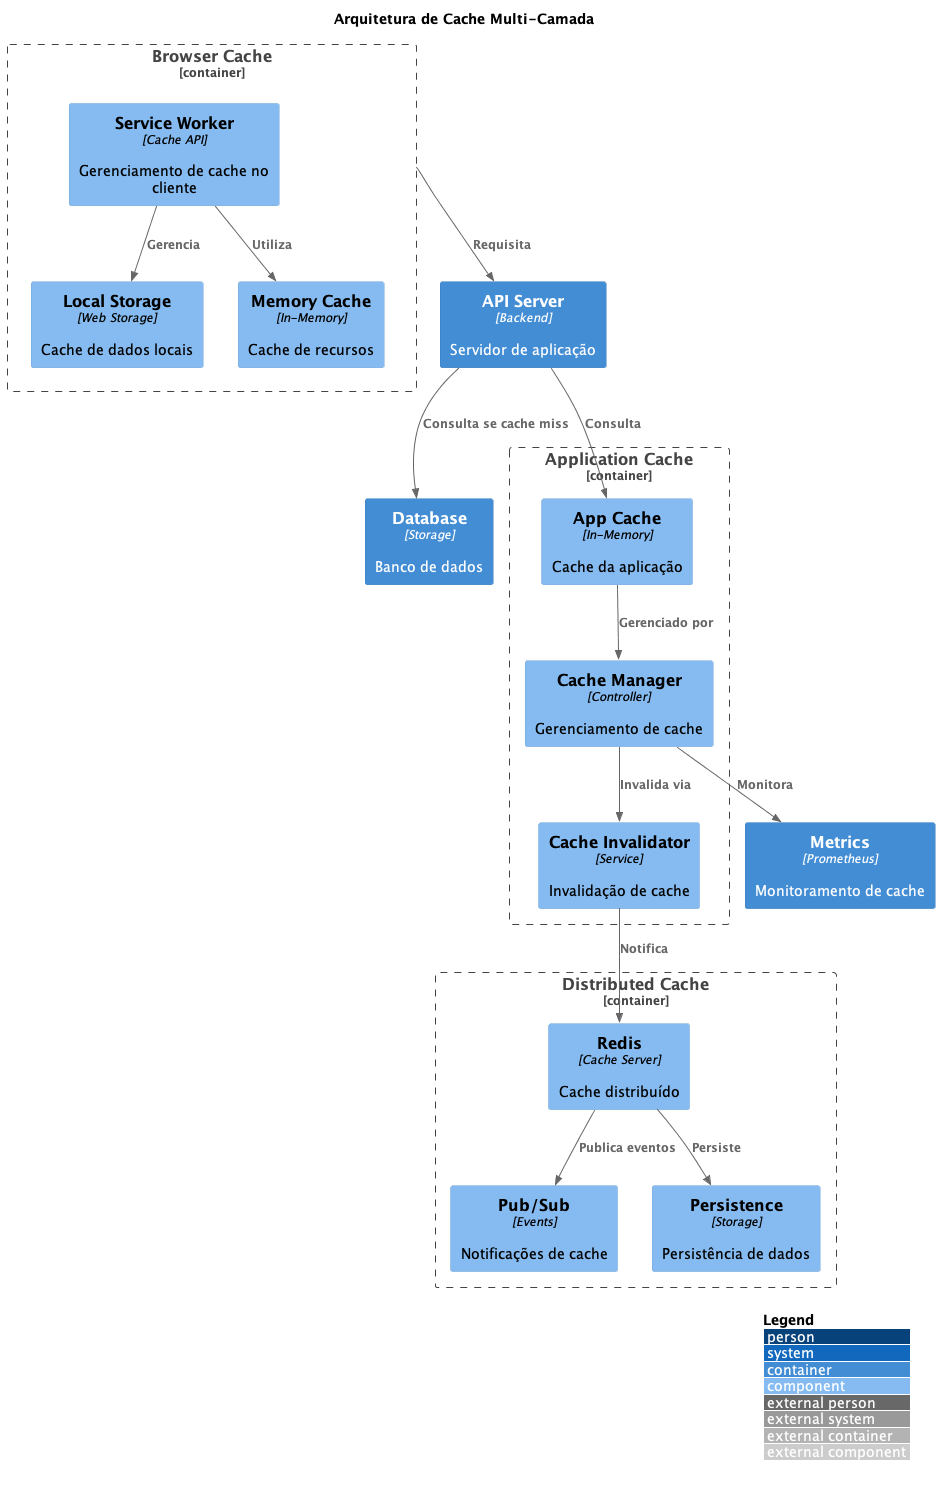 Arquitetura de Cache Multi-Camada
Browser Cache
[container]
Service Worker
[Cache API]
Gerenciamento de cache no
cliente
Gerencia
Utiliza
Requisita
Local Storage
[Web Storage]
Cache de dados locais
Memory Cache
[In-Memory]
Cache de recursos
API Server
[Backend]
Servidor de aplicação
Consulta se cache miss
Consulta
Application Cache
[container]
Database
[Storage]
Banco de dados
App Cache
[In-Memory]
Cache da aplicação
Gerenciado por
Cache Manager
[Controller]
Gerenciamento de cache
Invalida via
Monitora
Cache Invalidator
[Service]
Invalidação de cache
Metrics
[Prometheus]
Monitoramento de cache
Notifica
Distributed Cache
[container]
Redis
[Cache Server]
Cache distribuído
Publica eventos
Persiste
Pub/Sub
[Events]
Notificações de cache
Persistence
[Storage]
Persistência de dados
Legend
person
system
container
component
external person
external system
external container
external component